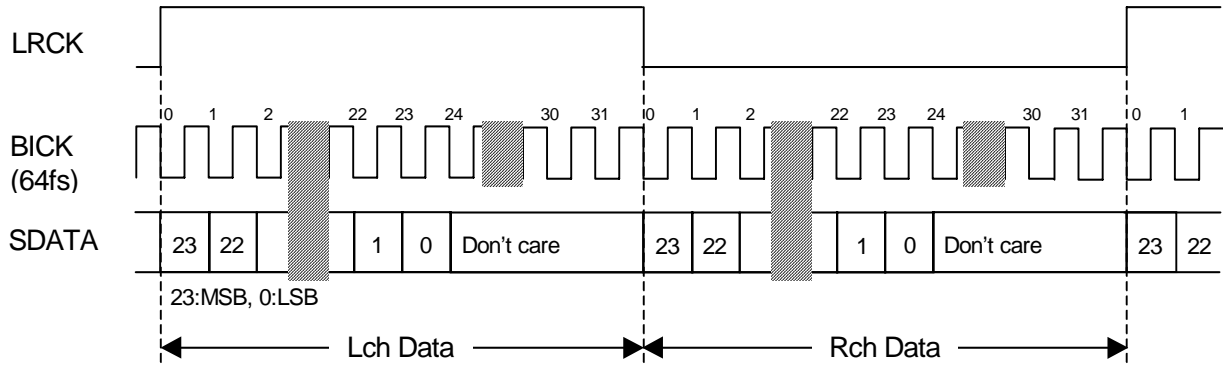 LRCK
0 1 2 22 23 24 30 31 0 1 2 22 23 24 30 31 0 1
BICK
(64fs)
SDATA 23 22 1 0 Don't care 23 22 1 0 Don't care 23 22
23:MSB, 0:LSB
Lch Data Rch Data